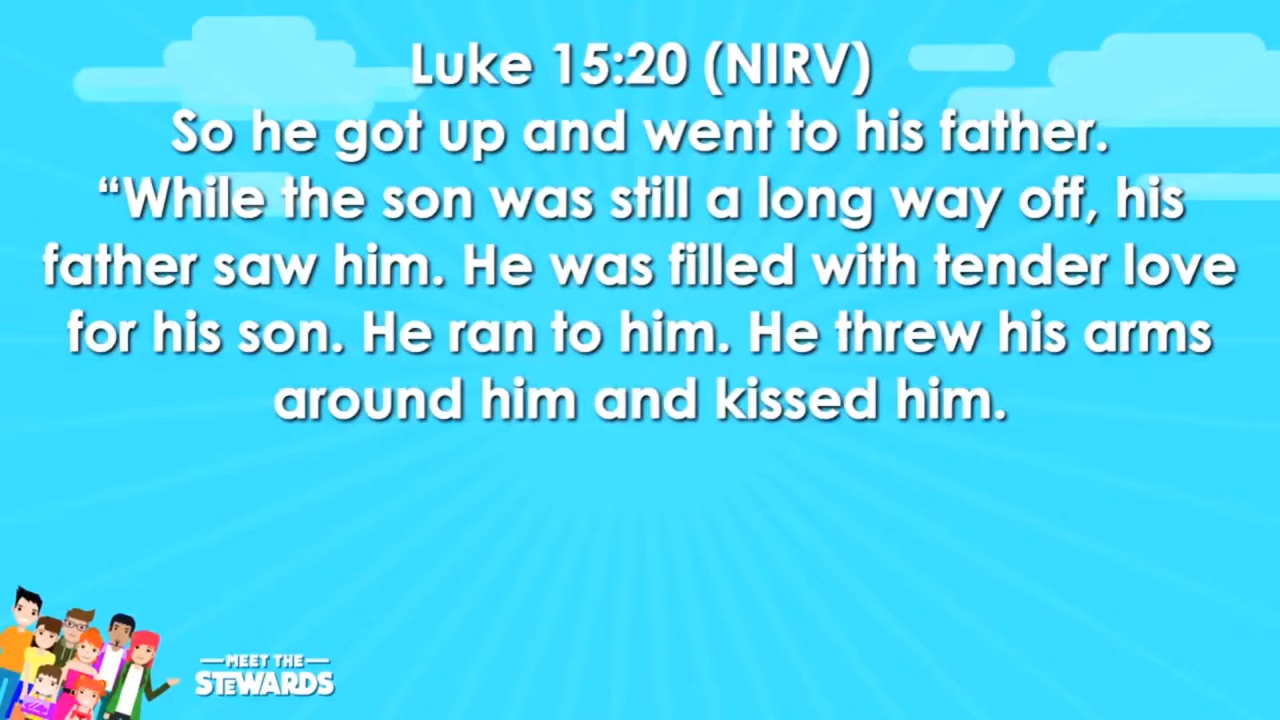 Luke 15:20 (NIRV)
So he got up and went to his father.
“While the son was still a long way off, his
father saw him. He was filled with tender love
for his son. He ran to him. He threw his arms
around him and kissed him.
MEET THE
STEWARDS